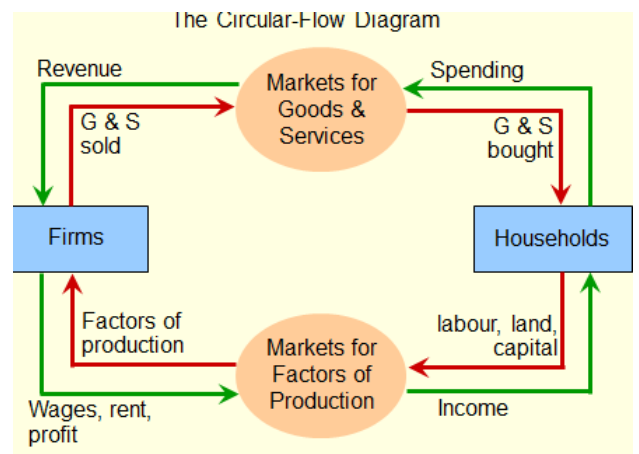 The Circular-Flow Diagram
Revenue
Markets for
Goods &
Services
Spending
G & S
sold
G & S
bought
Firms
Households
Factors of
production
Markets for
Factors of
Production
labour, land,
capital
Wages, rent,
profit
Income